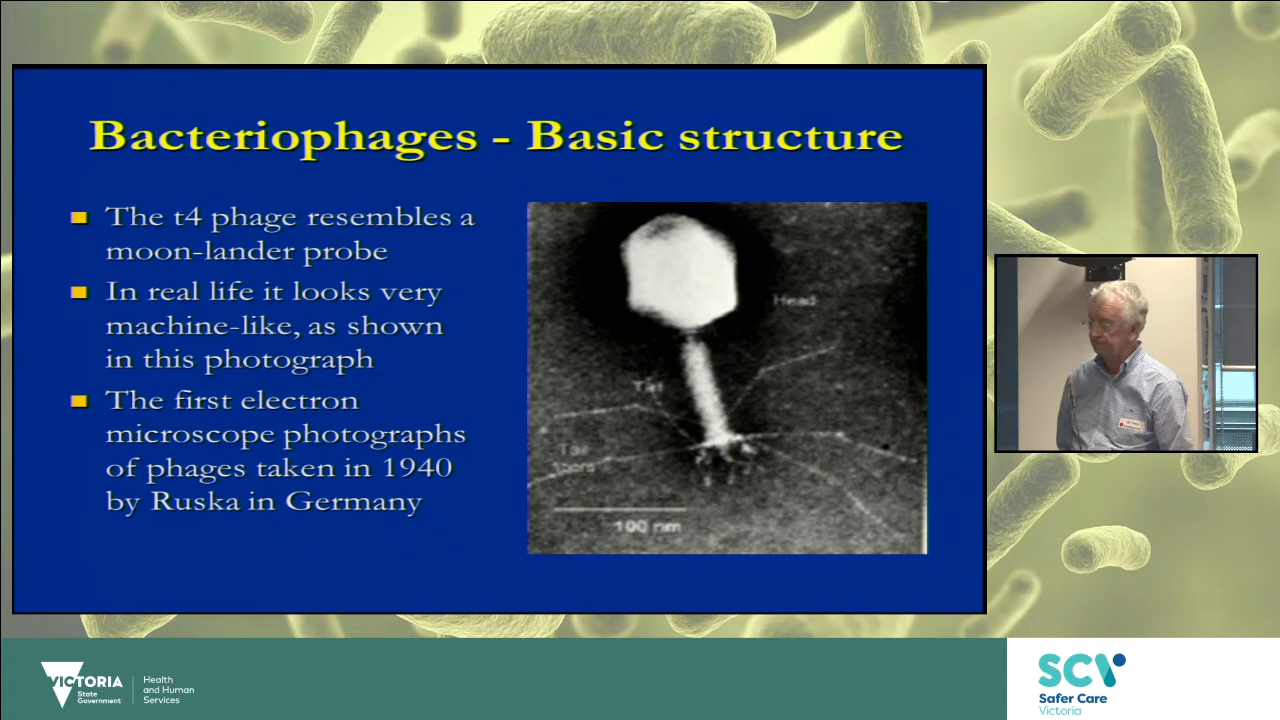 Bacteriophages - Basic structure
The t4 phage resembles a
moon-lander probe
In real life it looks very
machine-like, as shown
in this photograph
The first electron
microscope photographs
of phages taken in 1940
by Ruska in Germany
Head
Tail
Tail
100 nm
VICTORIA
State
Government
Health
and Human
Services
SCV
Safer Care
Victoria